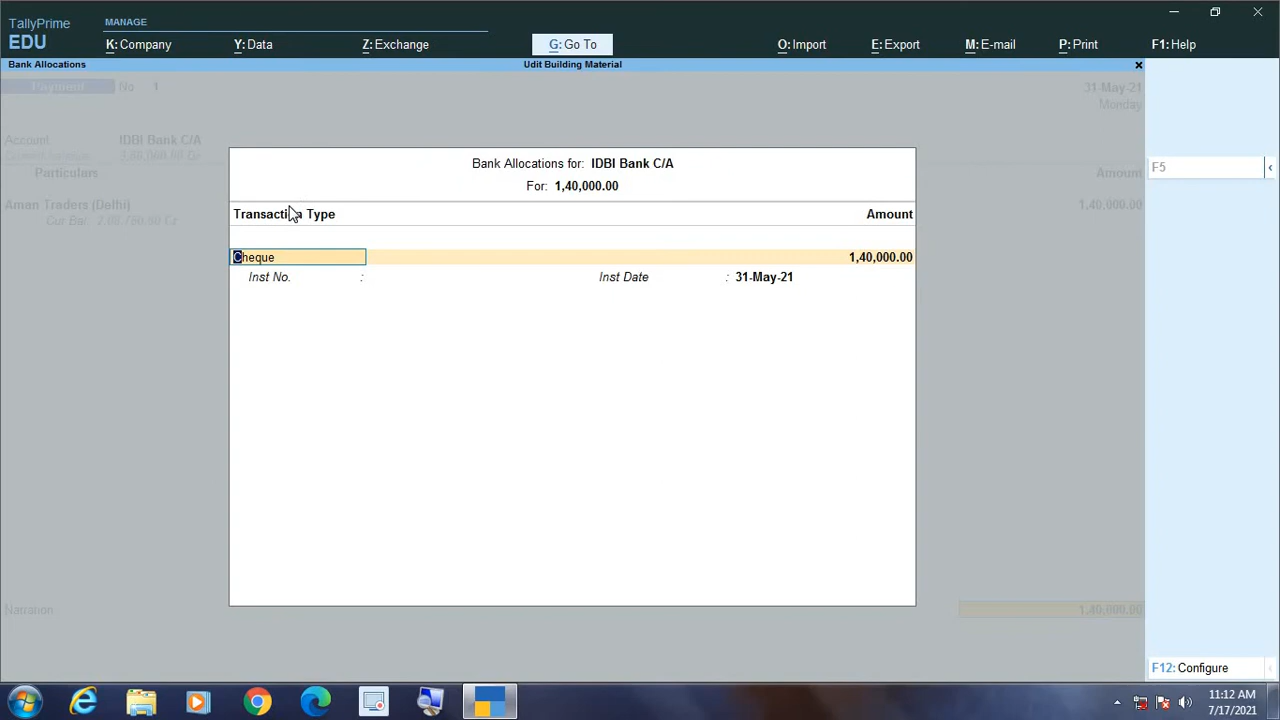 TallyPrime
EDU
MANAGE
K: Company
Y: Data
Z: Exchange
G: Go To
O: Import
E: Export
M: E-mail
P: Print
F1: Help
Bank Allocations
Udit Building Material
Payment No 1
31-May-21
Monday
Account IDBI Bank C/A
Particulars
Amount
Aman Traders (Delhi)
1,40,000.00
Cur Bal:
Bank Allocations for: IDBI Bank C/A
For: 1,40,000.00
Transaction Type
Amount
Cheque
1,40,000.00
Inst No. :
Inst Date : 31-May-21
F5
Narration
1,40,000.00
F12: Configure
11:12 AM
7/17/2021